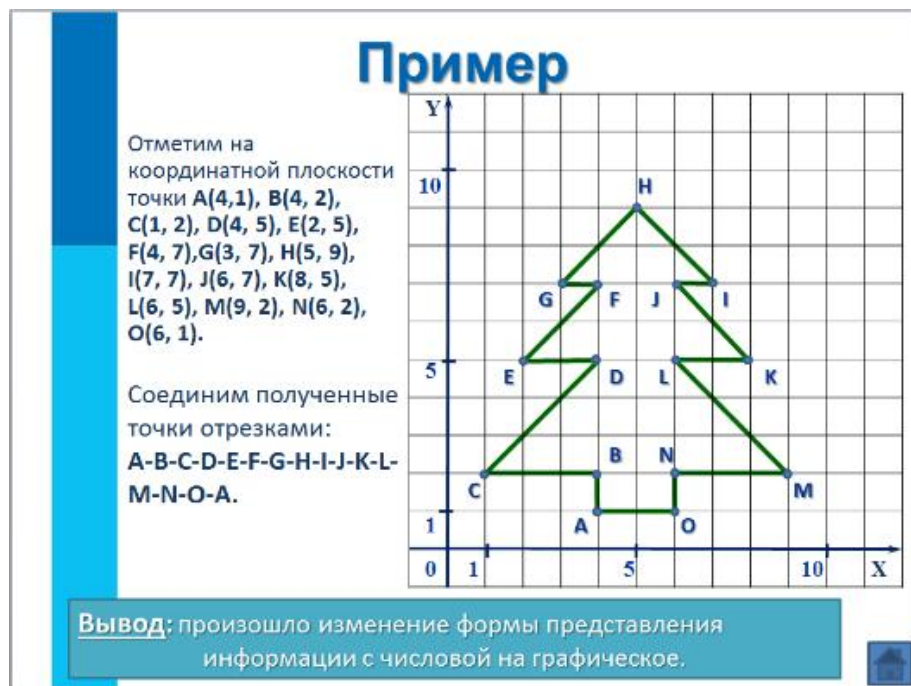 Пример
Отметим на
координатной плоскости
точки A(4,1), B(4, 2),
C(1, 2), D(4, 5), E(2, 5),
F(4, 7),G(3, 7), H(5, 9),
I(7, 7), J(6, 7), K(8, 5),
L(6, 5), M(9, 2), N(6, 2),
O(6, 1).
Соединим полученные
точки отрезками:
A-B-C-D-E-F-G-H-I-J-K-L-
M-N-O-A.
Y
10
H
G F J I
5
E D L K
B N
C M
1 A O
0 1 5 10 X
Вывод: произошло изменение формы представления
информации с числовой на графическое.